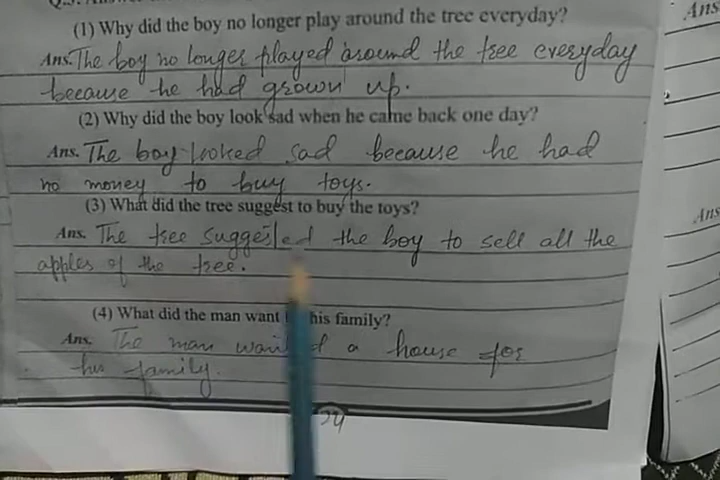 (1) Why did the boy no longer play around the tree everyday?
Ans. The boy no longer played around the tree everyday
because he had grown up.
(2) Why did the boy look sad when he came back one day?
Ans. The boy looked sad because he had
no money to buy toys.
(3) What did the tree suggest to buy the toys?
Ans. The tree suggested the boy to sell all the
apples of the tree.
(4) What did the man want his family?
Ans. The man wanted a house for
his family.
24
Ans
Ans